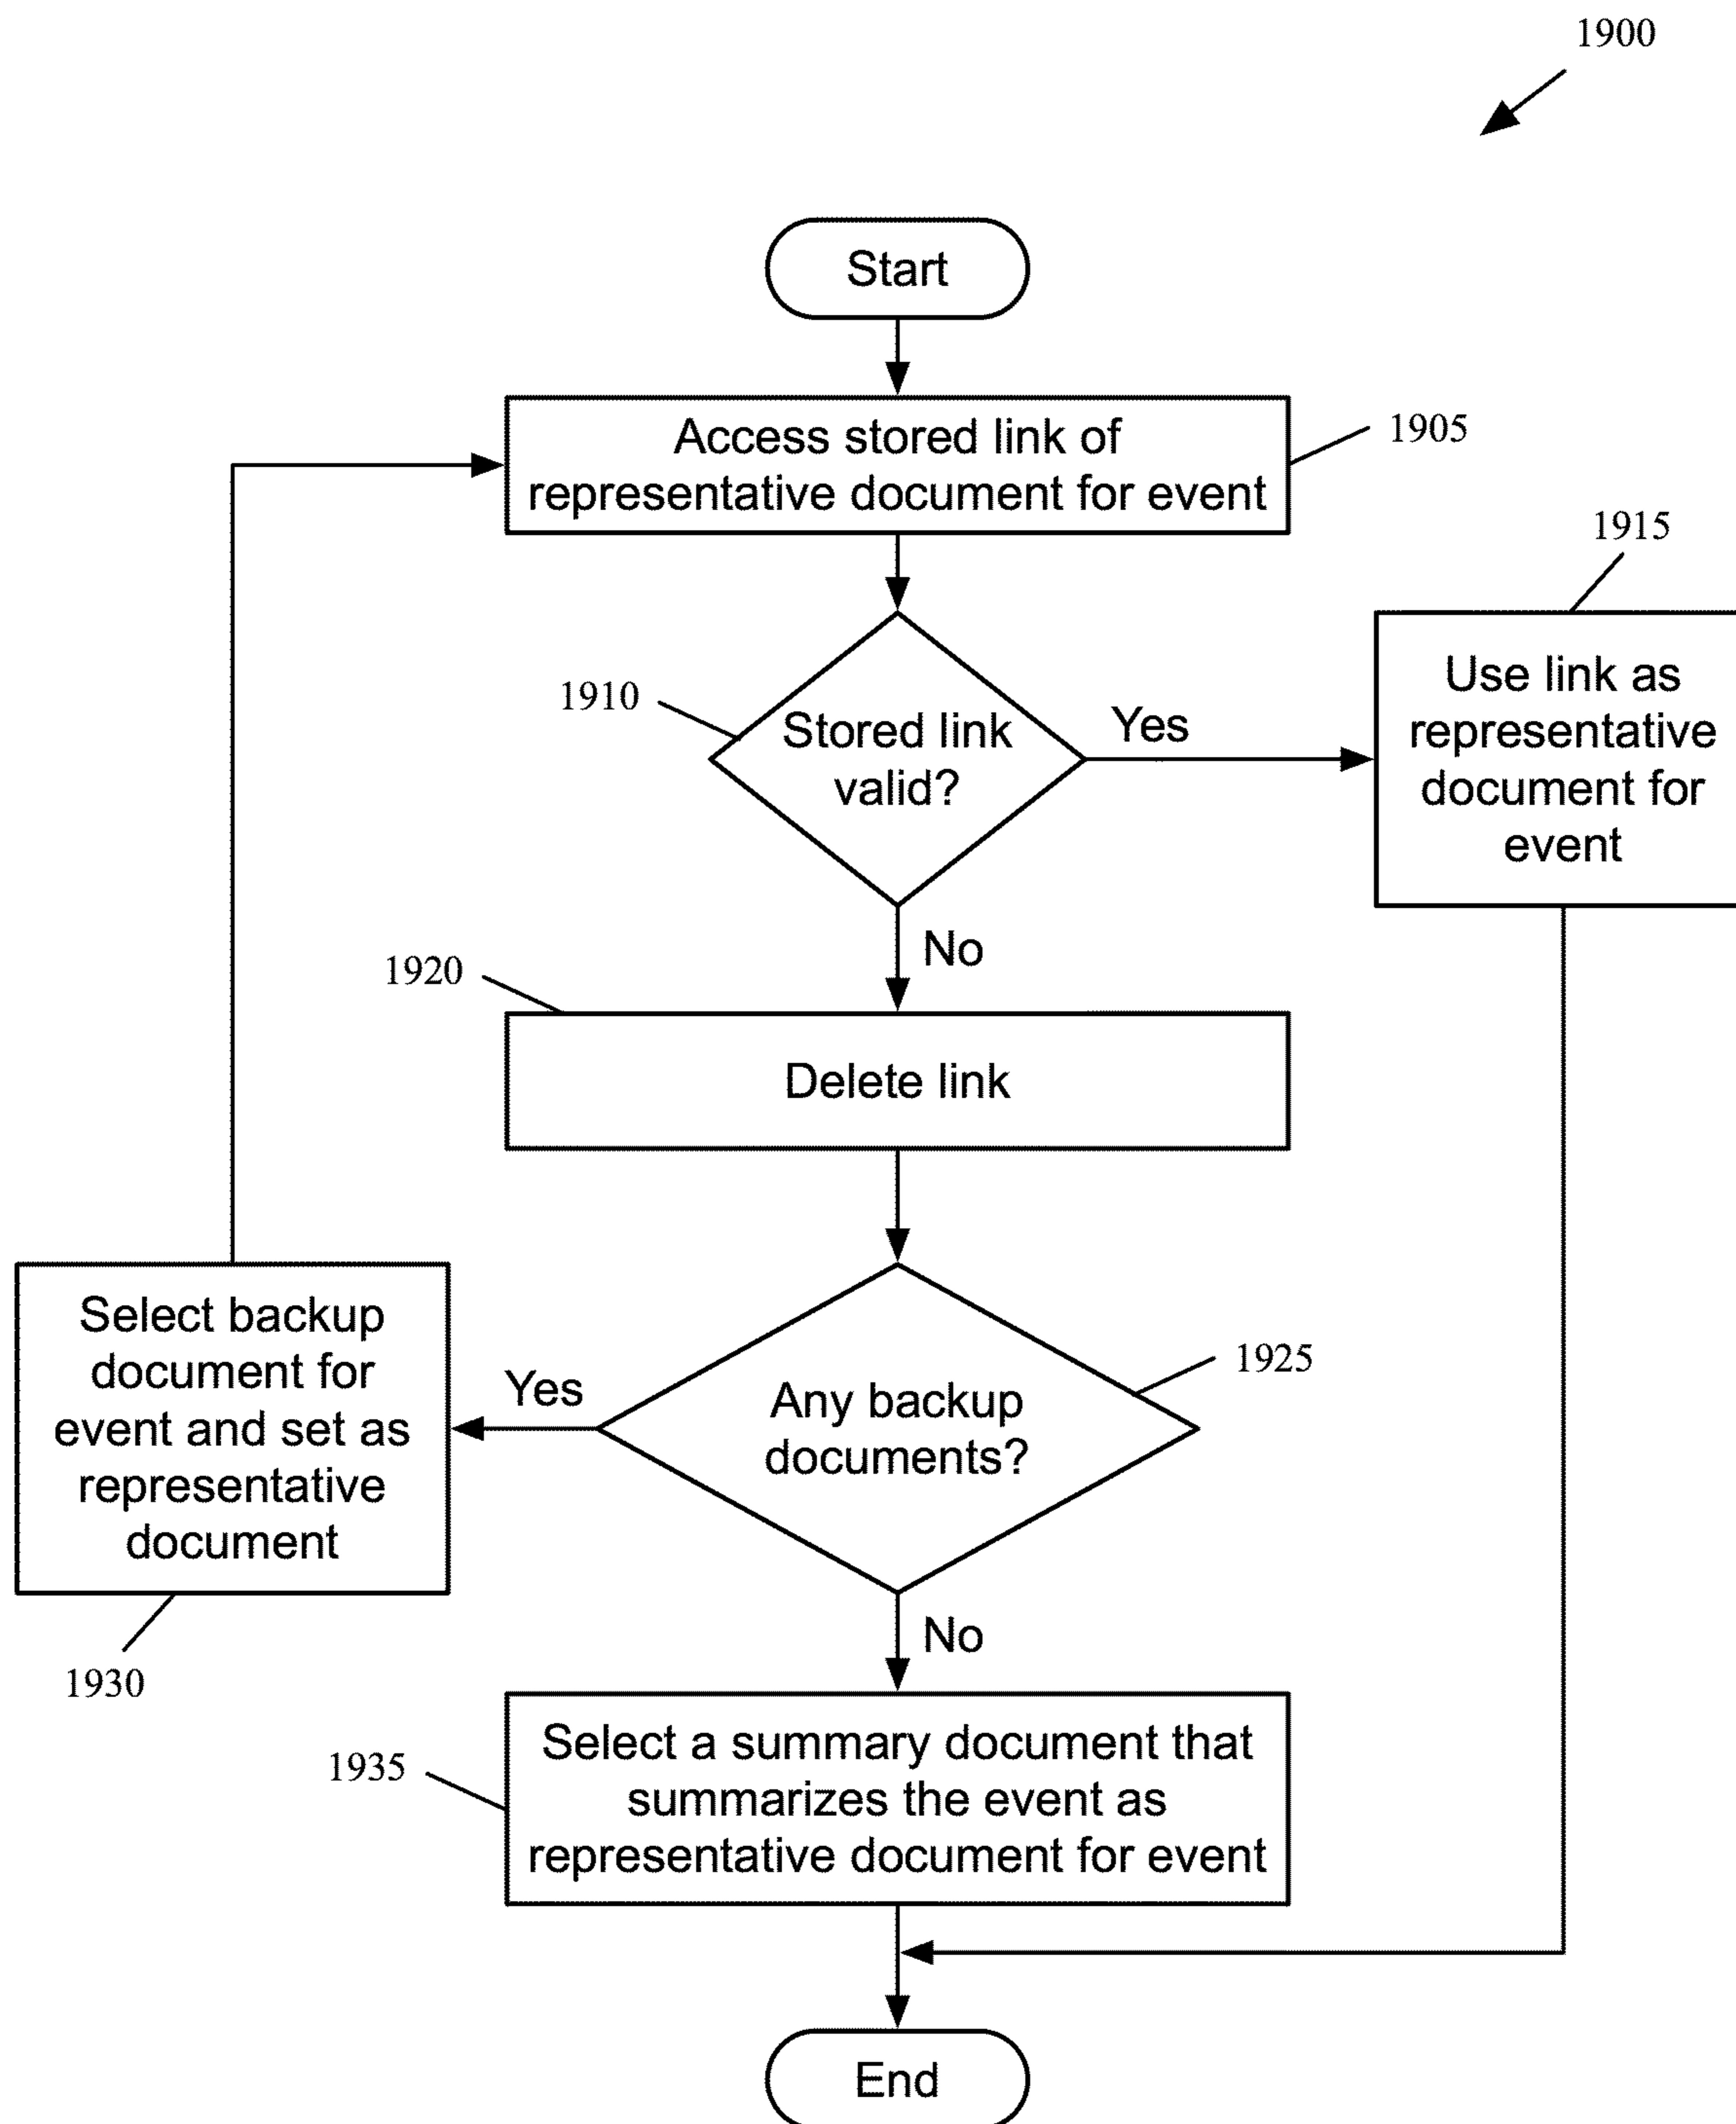 1900
Start
Access stored link of
representative document for event
1905
1915
Use link as
representative
document for
event
1910
Stored link
valid?
Yes
No
1920
Delete link
Select backup
document for
event and set as
representative
document
Yes
Any backup
documents?
1925
No
1930
Select a summary document that
summarizes the event as
representative document for event
1935
End